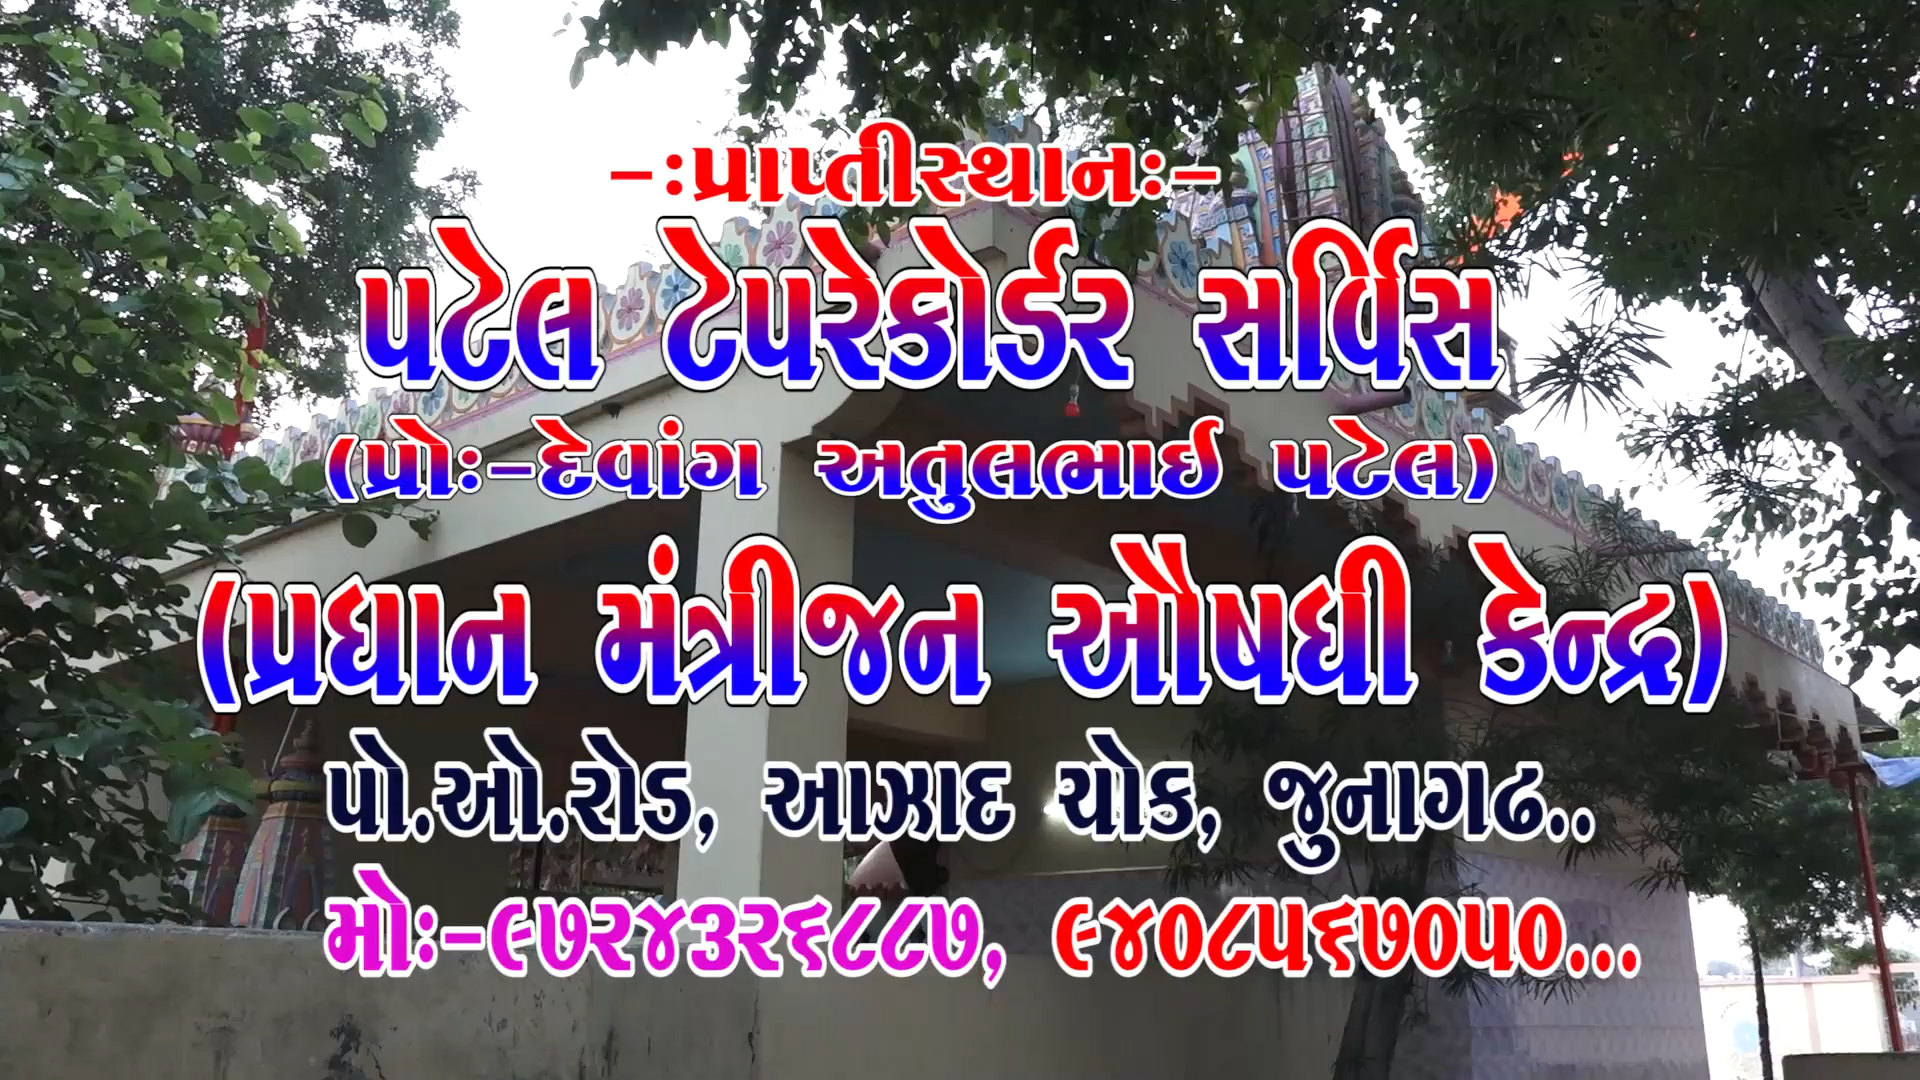 -ઃપ્રાપ્તીસ્થાનઃ-
પટેલ ટેપરેકોર્ડર સર્વિસ
(પ્રોઃ-દેવાંગ અતુલભાઈ પટેલ)
(પ્રધાન મંત્રીજન ઔષધી કેન્દ્ર)
પો.ઓ.રોડ, આઝાદ ચોક, જુનાગઢ..
મોઃ-૯૭૨૪૩૨૬૮૮૭, ૯૪૦૮૫૬૭૦૫૦...